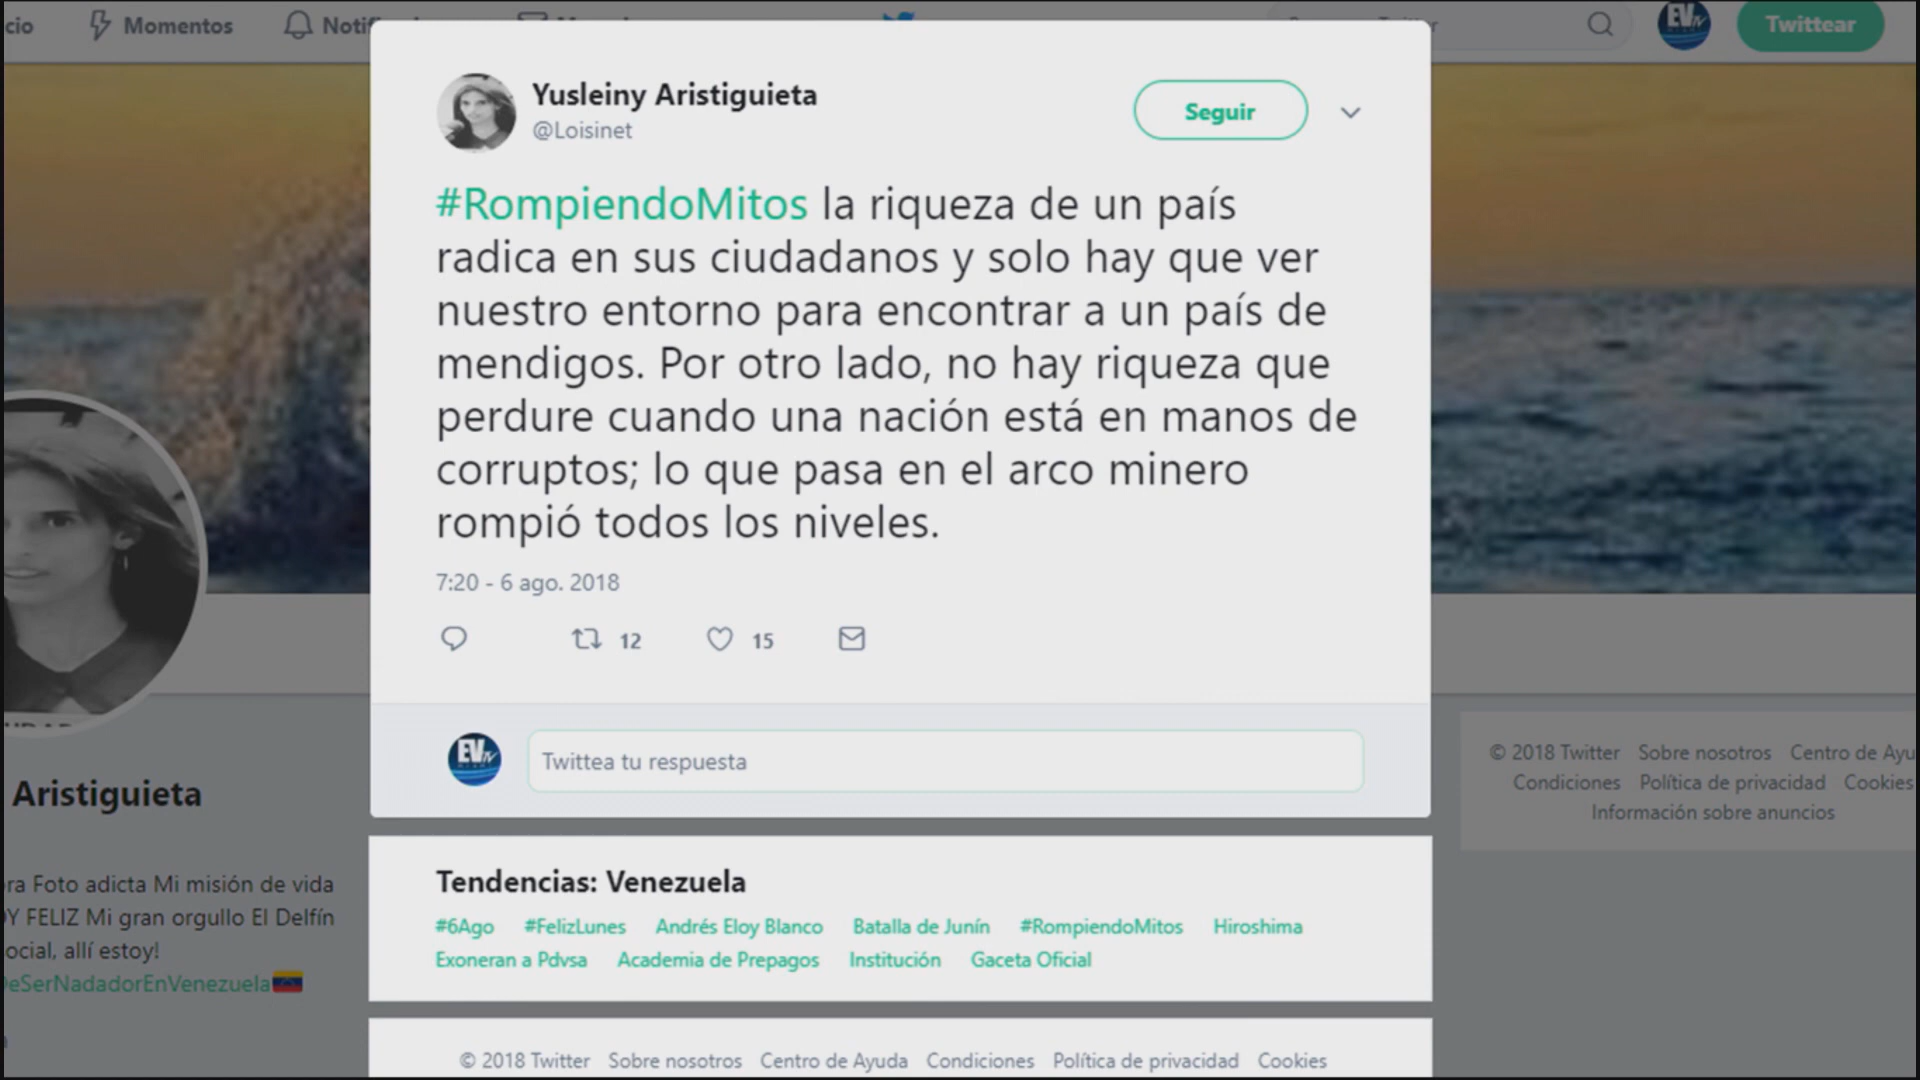 cio Momentos
Twittear
Yusleiny Aristiguieta
@Loisinet
Seguir
#RompiendoMitos la riqueza de un país
radica en sus ciudadanos y solo hay que ver
nuestro entorno para encontrar a un país de
mendigos. Por otro lado, no hay riqueza que
perdure cuando una nación está en manos de
corruptos; lo que pasa en el arco minero
rompió todos los niveles.
7:20 - 6 ago. 2018
12 15
EVtv
Twittea tu respuesta
Tendencias: Venezuela
#6Ago #FelizLunes Andrés Eloy Blanco Batalla de Junín #RompiendoMitos Hiroshima
Exoneran a Pdvsa Academia de Prepagos Institución Gaceta Oficial
© 2018 Twitter Sobre nosotros Centro de Ayuda Condiciones Política de privacidad Cookies
Aristiguieta
ra Foto adicta Mi misión de vida
Y FELIZ Mi gran orgullo El Delfín
ocial, allí estoy!
DeSerNadadorEnVenezuela
© 2018 Twitter Sobre nosotros Centro de Ayu
Condiciones Política de privacidad Cookies
Información sobre anuncios